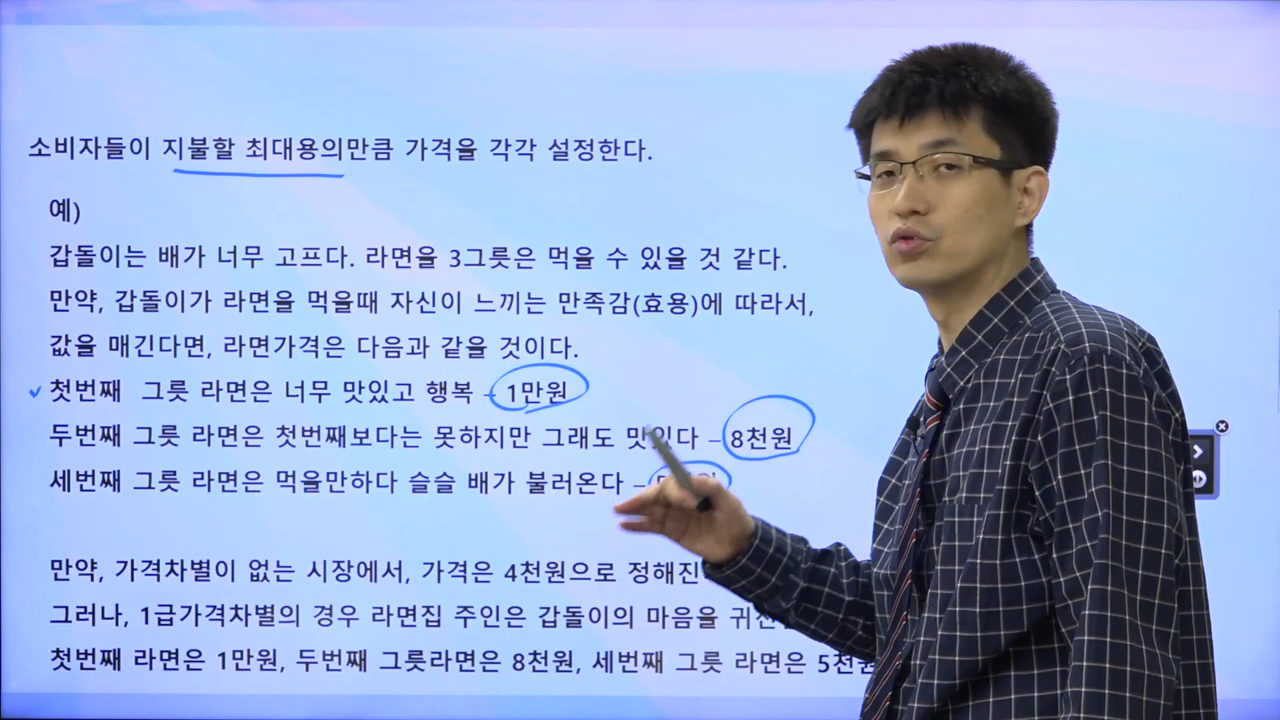 소비자들이 지불할 최대용의만큼 가격을 각각 설정한다.
예)
갑돌이는 배가 너무 고프다. 라면을 3그릇은 먹을 수 있을 것 같다.
만약, 갑돌이가 라면을 먹을때 자신이 느끼는 만족감(효용)에 따라서,
값을 매긴다면, 라면가격은 다음과 같을 것이다.
첫번째 그릇 라면은 너무 맛있고 행복 – 1만원
두번째 그릇 라면은 첫번째보다는 못하지만 그래도 맛있다 – 8천원
세번째 그릇 라면은 먹을만하다 슬슬 배가 불러온다 –
만약, 가격차별이 없는 시장에서, 가격은 4천원으로 정해진
그러나, 1급가격차별의 경우 라면집 주인은 갑돌이의 마음을
첫번째 라면은 1만원, 두번째 그릇라면은 8천원, 세번째 그릇 라면은 5천원